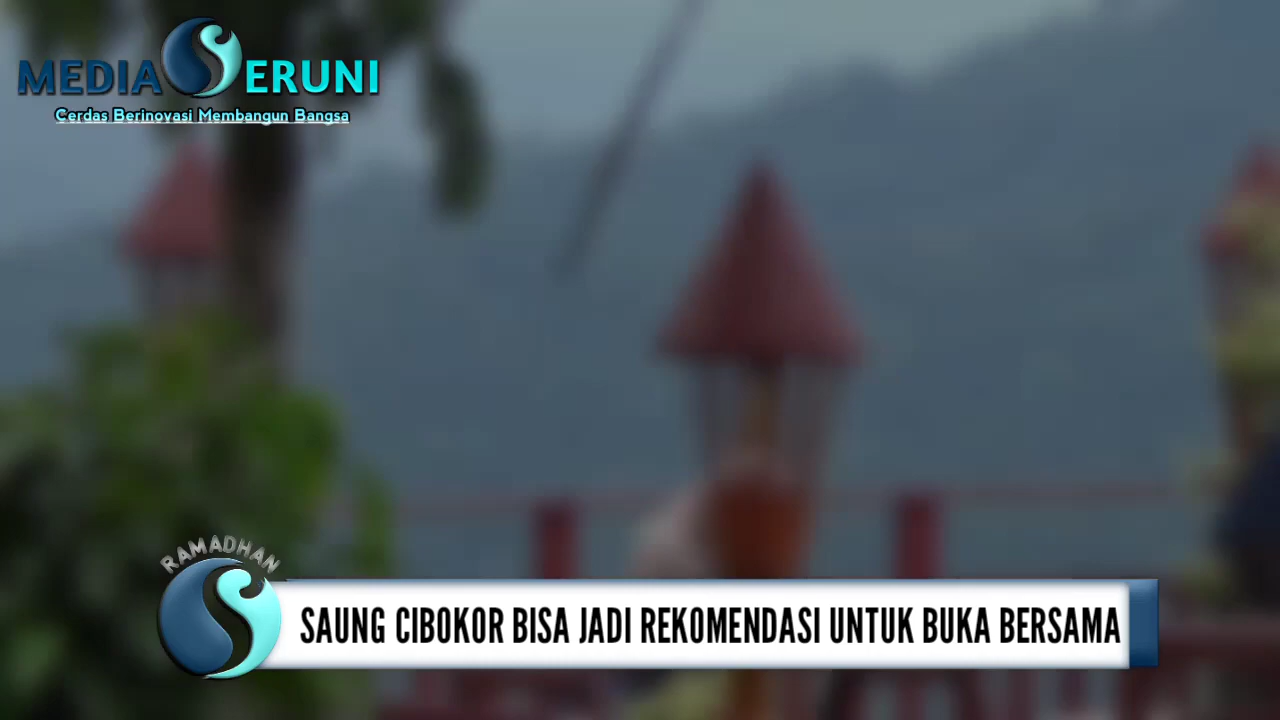 MEDIA SERUNI
Cerdas Berinovasi Membangun Bangsa
RAMADHAN
SAUNG CIBOKOR BISA JADI REKOMENDASI UNTUK BUKA BERSAMA